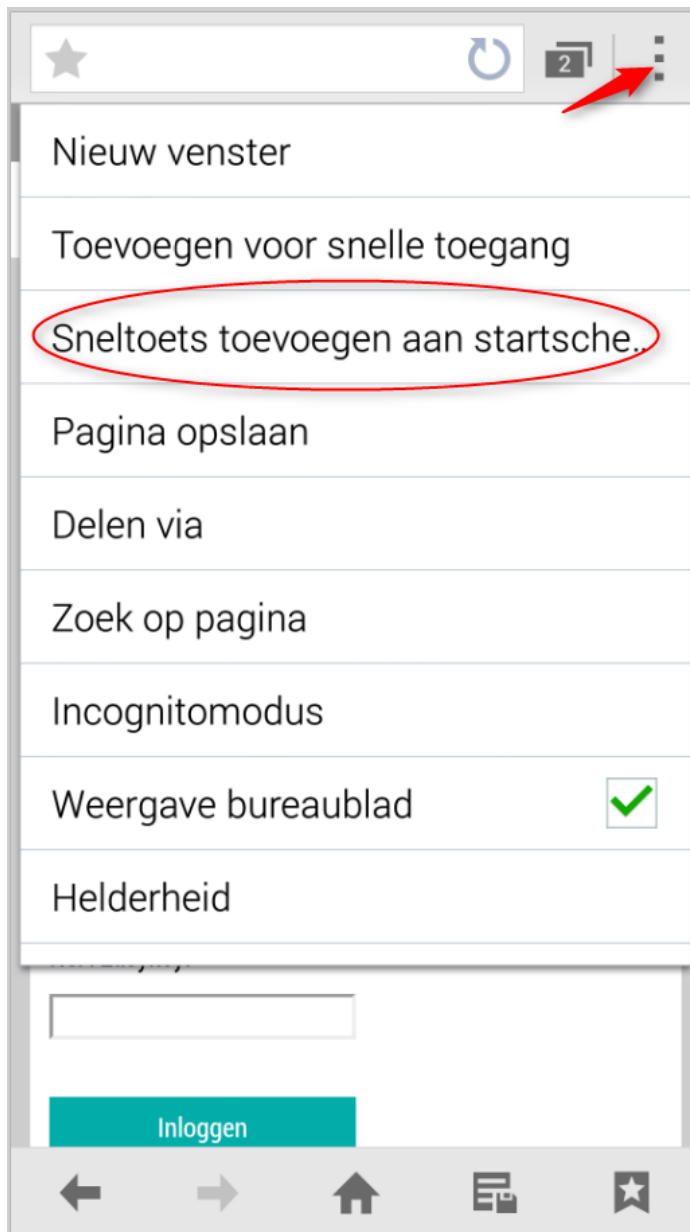 2
Nieuw venster
Toevoegen voor snelle toegang
Sneltoets toevoegen aan startsche..
Pagina opslaan
Delen via
Zoek op pagina
Incognitomodus
Weergave bureaublad
Helderheid
Inloggen